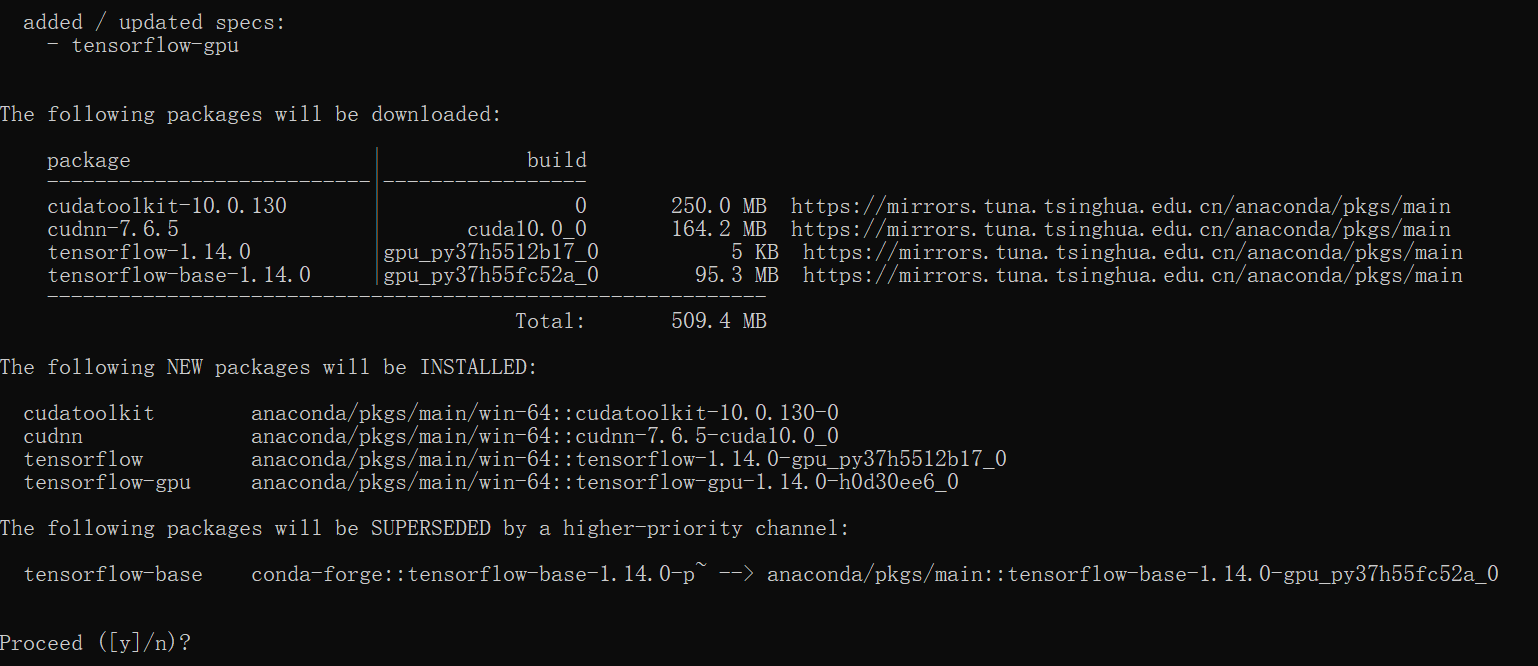 added / updated specs:
- tensorflow-gpu
The following packages will be downloaded:
package | build
---------------------------|-----------------
cudatoolkit-10.0.130 | 0 250.0 MB https://mirrors.tuna.tsinghua.edu.cn/anaconda/pkgs/main
cudnn-7.6.5 | cuda10.0_0 164.2 MB https://mirrors.tuna.tsinghua.edu.cn/anaconda/pkgs/main
tensorflow-1.14.0 |gpu_py37h5512b17_0 5 KB https://mirrors.tuna.tsinghua.edu.cn/anaconda/pkgs/main
tensorflow-base-1.14.0 |gpu_py37h55fc52a_0 95.3 MB https://mirrors.tuna.tsinghua.edu.cn/anaconda/pkgs/main
------------------------------------------------------------
Total: 509.4 MB
The following NEW packages will be INSTALLED:
cudatoolkit anaconda/pkgs/main/win-64::cudatoolkit-10.0.130-0
cudnn anaconda/pkgs/main/win-64::cudnn-7.6.5-cuda10.0_0
tensorflow anaconda/pkgs/main/win-64::tensorflow-1.14.0-gpu_py37h5512b17_0
tensorflow-gpu anaconda/pkgs/main/win-64::tensorflow-gpu-1.14.0-h0d30ee6_0
The following packages will be SUPERSEDED by a higher-priority channel:
tensorflow-base conda-forge::tensorflow-base-1.14.0-p~ --> anaconda/pkgs/main::tensorflow-base-1.14.0-gpu_py37h55fc52a_0
Proceed ([y]/n)?